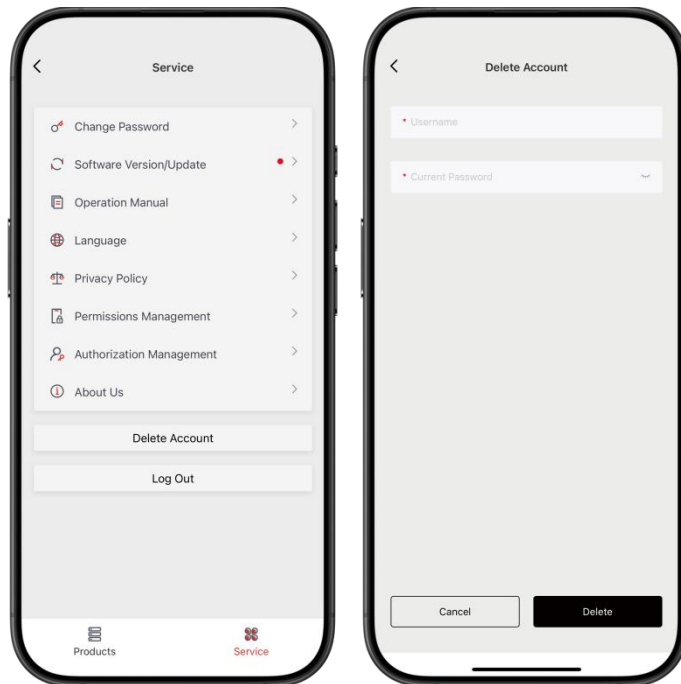 Service
Change Password
Software Version/Update
Operation Manual
Language
Privacy Policy
Permissions Management
Authorization Management
About Us
Delete Account
Log Out
Products
Service
Delete Account
* Username
* Current Password
Cancel
Delete